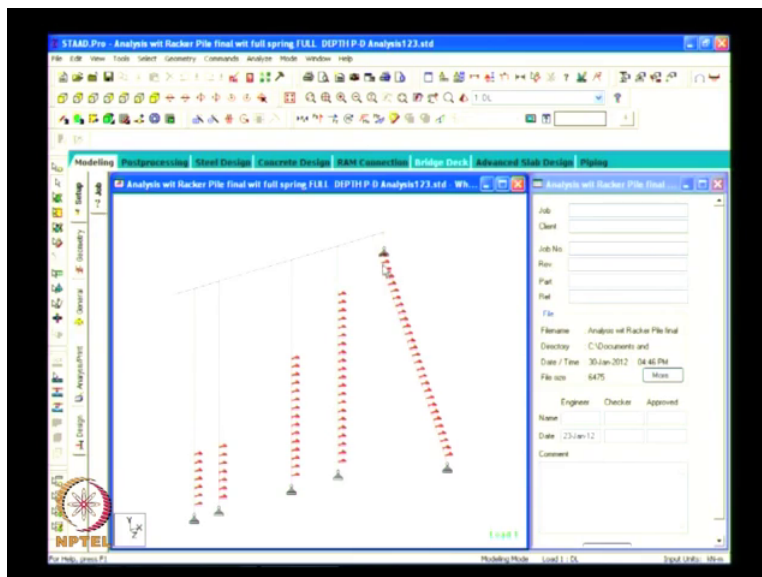 STAAD.Pro - Analysis wit Racker Pile final wit full spring FULL DEPTH P-D Analysis123.std
File Edit View Tools Select Geometry Commands Analyze Mode Window Help
1: DL
Modeling Postprocessing Steel Design Concrete Design RAM Connection Bridge Deck Advanced Slab Design Piping
Setup
Job
Geometry
General
Analysis/Print
Design
Analysis wit Racker Pile final wit full spring FULL DEPTH P-D Analysis123.std - Wh...
Y
X
Z
Load 1
Analysis wit Racker Pile final ...
Job
Client
Job No
Rev
Part
Ref
File
Filename Analysis wit Racker Pile final
Directory C:\Documents and
Date / Time 30-Jan-2012 04:46 PM
File size 6475 More
Engineer Checker Approved
Name
Date 23-Jan-12
Comment
NPTEL
For Help, press F1 Modeling Mode Load 1 : DL Input Units: kN-m